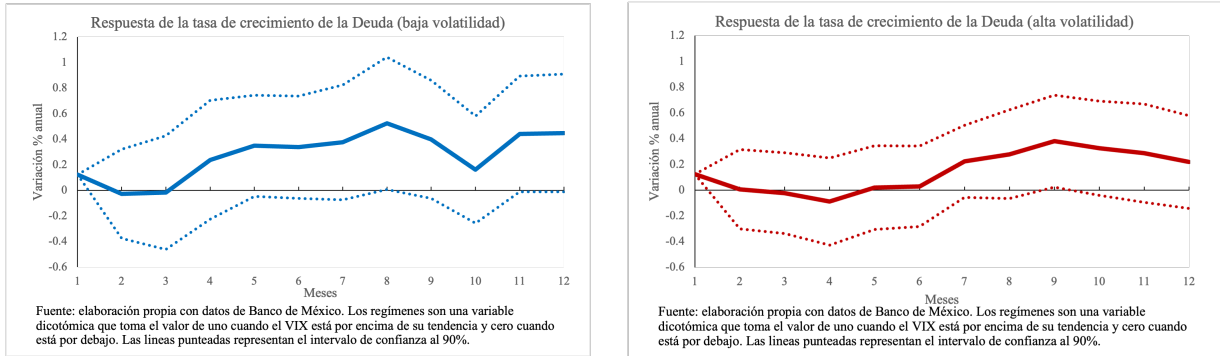 Respuesta de la tasa de crecimiento de la Deuda (baja volatilidad)
1.2
1
0.8
0.6
0.4
0.2
0
-0.2
-0.4
-0.6
Variación % anual
1 2 3 4 5 6 7 8 9 10 11 12
Meses
Fuente: elaboración propia con datos de Banco de México. Los regímenes son una variable
dicotómica que toma el valor de uno cuando el VIX está por encima de su tendencia y cero cuando
está por debajo. Las lineas punteadas representan el intervalo de confianza al 90%.
Respuesta de la tasa de crecimiento de la Deuda (alta volatilidad)
1.2
1
0.8
0.6
0.4
0.2
0
-0.2
-0.4
-0.6
Variación % anual
1 2 3 4 5 6 7 8 9 10 11 12
Meses
Fuente: elaboración propia con datos de Banco de México. Los regímenes son una variable
dicotómica que toma el valor de uno cuando el VIX está por encima de su tendencia y cero cuando
está por debajo. Las lineas punteadas representan el intervalo de confianza al 90%.